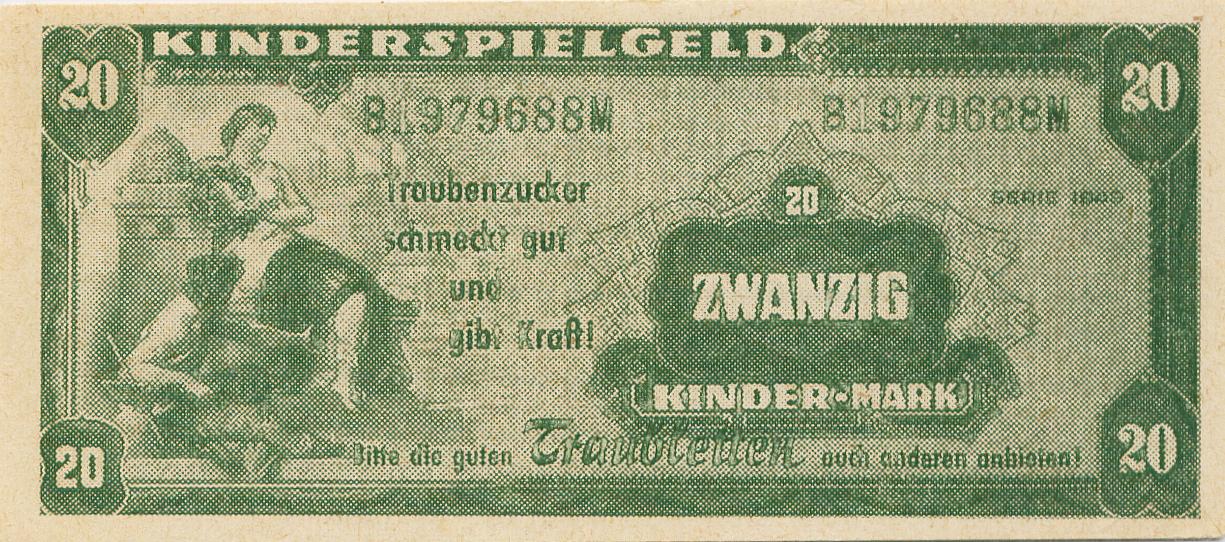 KINDERSPIELGELD
20 20
B1979688M B1979688M
Traubenzucker
schmeckt gut
und
gibt Kraft!
SERIE
20
ZWANZIG
KINDER-MARK
Bitte die guten Traubletten auch anderen anbieten!
20 20